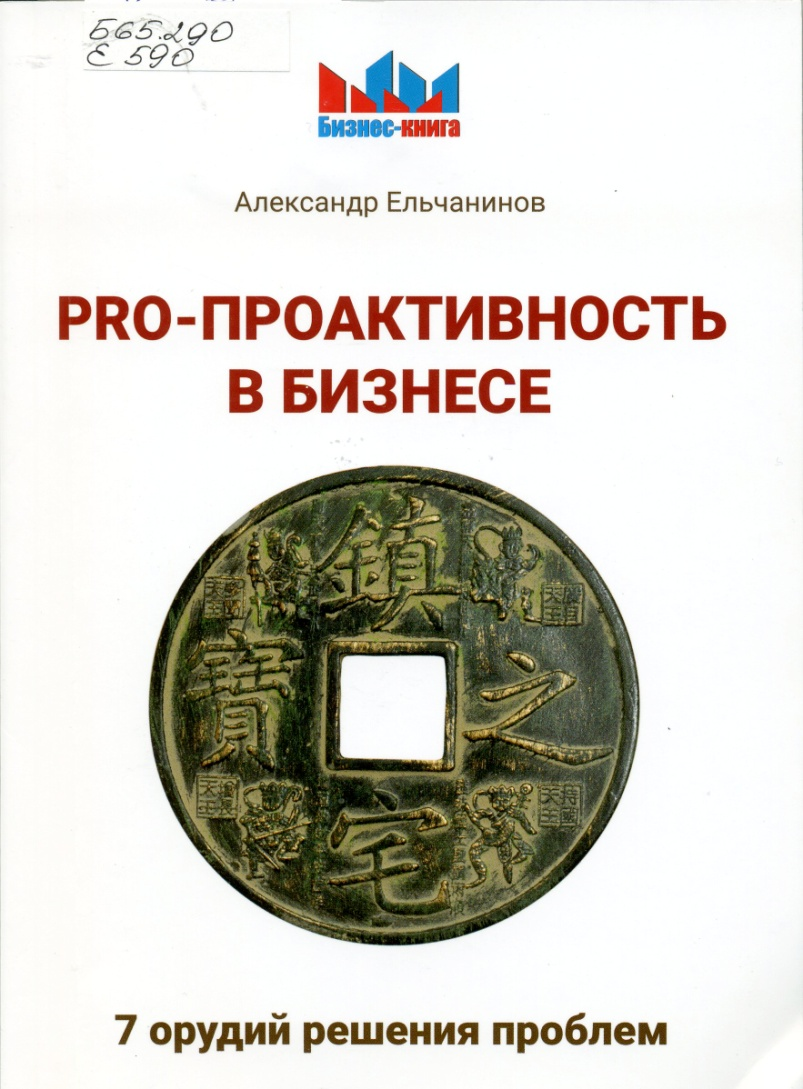 Б65.290
Е 590
Бизнес-книга
Александр Ельчанинов
PRO-ПРОАКТИВНОСТЬ
В БИЗНЕСЕ
鎮
寶
之
宅
7 орудий решения проблем